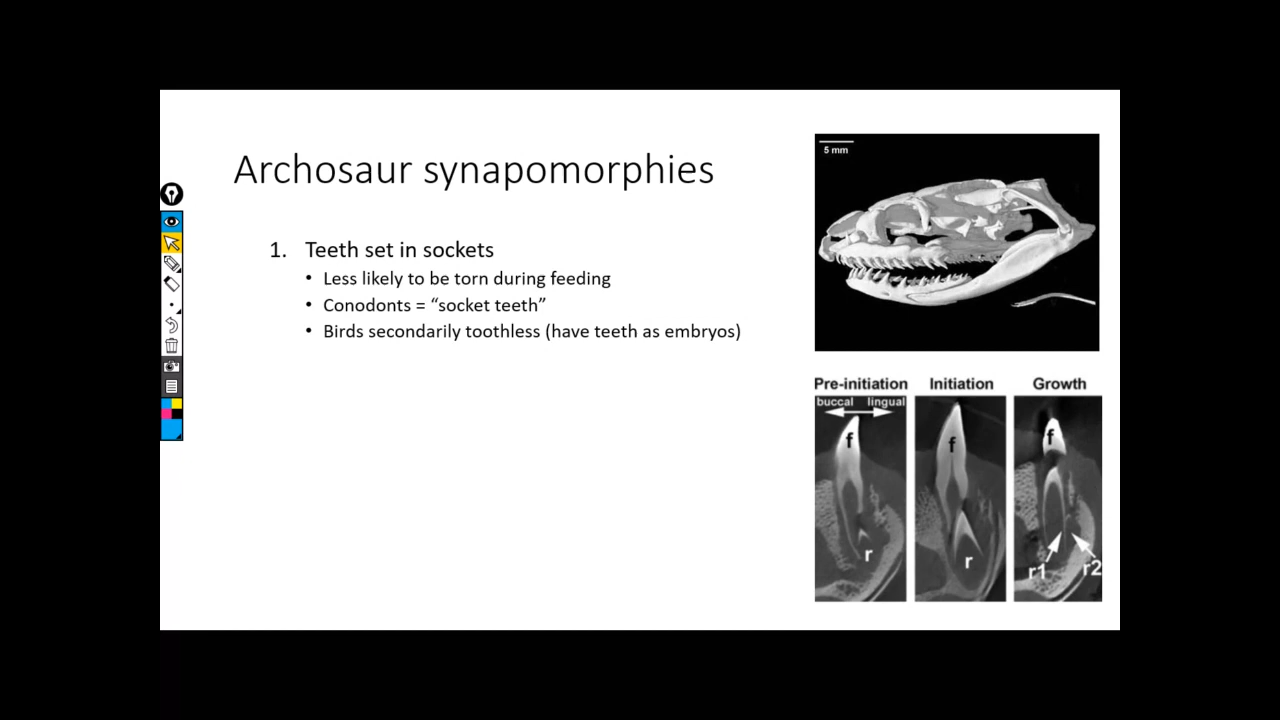 Archosaur synapomorphies
1. Teeth set in sockets
• Less likely to be torn during feeding
• Conodonts = “socket teeth”
• Birds secondarily toothless (have teeth as embryos)
5 mm
Pre-initiation Initiation Growth
buccal lingual
f f f
r r r1 r2